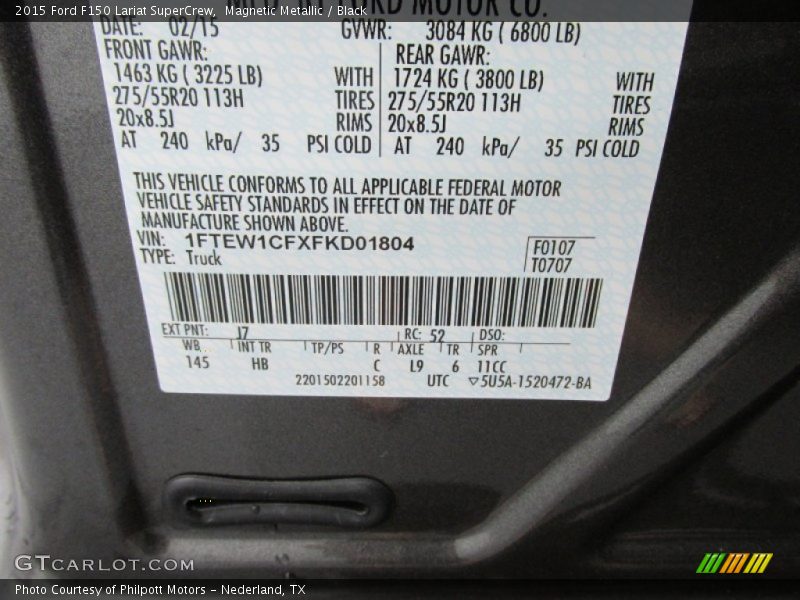 2015 Ford F150 Lariat SuperCrew,  Magnetic Metallic / Black
FORD MOTOR CO.
DATE: 02/15 GVWR: 3084 KG ( 6800 LB)
FRONT GAWR: REAR GAWR:
1463 KG ( 3225 LB) WITH 1724 KG ( 3800 LB) WITH
275/55R20 113H TIRES 275/55R20 113H TIRES
20x8.5J RIMS 20x8.5J RIMS
AT 240 kPa/ 35 PSI COLD AT 240 kPa/ 35 PSI COLD
THIS VEHICLE CONFORMS TO ALL APPLICABLE FEDERAL MOTOR
VEHICLE SAFETY STANDARDS IN EFFECT ON THE DATE OF
MANUFACTURE SHOWN ABOVE.
VIN: 1FTEW1CFXFKD01804 F0107
TYPE: Truck T0707
EXT PNT: J7 RC: 52 DSO:
WB INT TR TP/PS R AXLE TR SPR
145 HB C L9 6 11CC
2201502201158 UTC ▽5U5A-1520472-BA
GTCARLOT.COM
Photo Courtesy of Philpott Motors – Nederland, TX